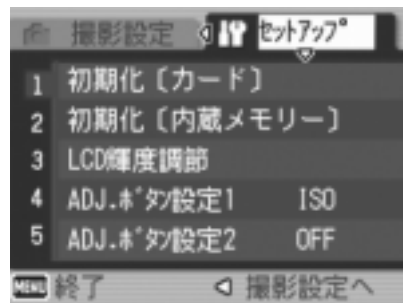 撮影設定 セットアップ
1 初期化〔カード〕
2 初期化〔内蔵メモリー〕
3 LCD輝度調節
4 ADJ.ボタン設定1 ISO
5 ADJ.ボタン設定2 OFF
MENU 終了 ◁ 撮影設定へ